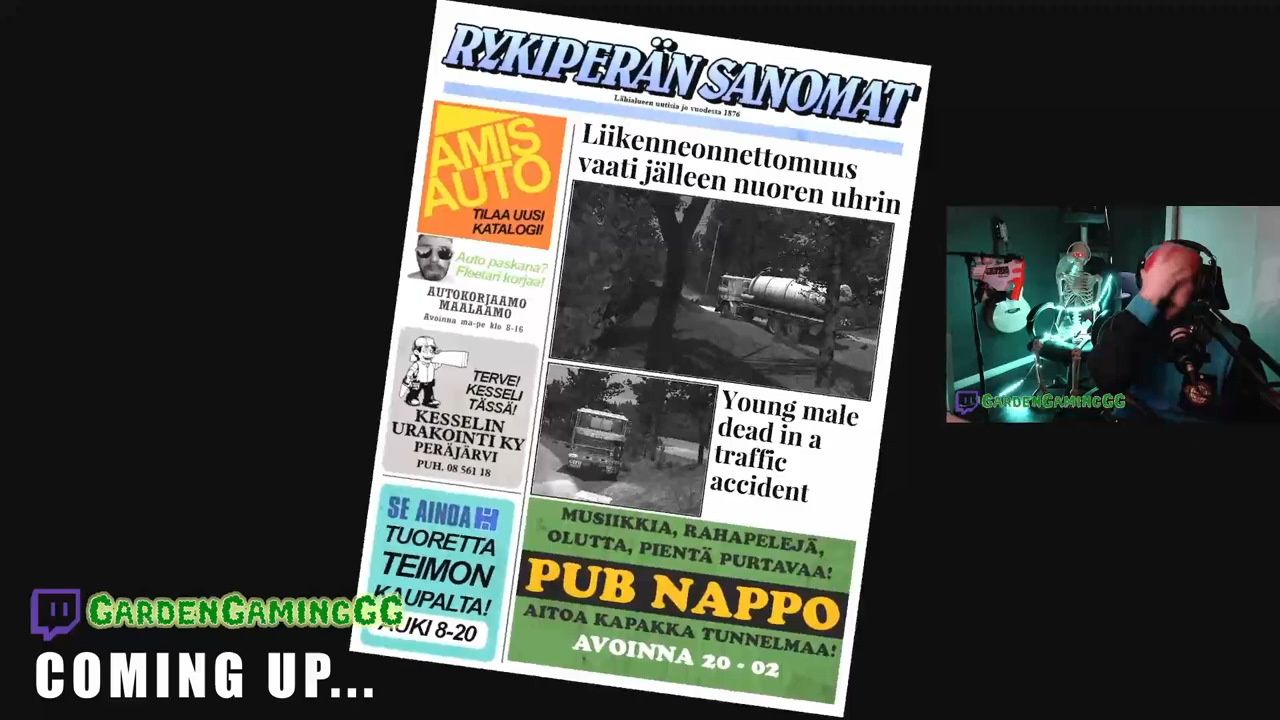 RYKIPERÄN SANOMAT
Lähialueen uutisia jo vuodesta 1876
AMIS
AUTO
TILAA UUSI
KATALOGI!
Auto paskana?
Fleetari korjaa!
AUTOKORJAAMO
MAALAAMO
Avoinna ma-pe klo 8-16
TERVE!
KESSELI
TÄSSÄ!
KESSELIN
URAKOINTI KY
PERÄJÄRVI
PUH. 08 561 18
SE AINOA
TUORETTA
TEIMON
KAUPALTA!
AUKI 8-20
Liikenneonnettomuus
vaati jälleen nuoren uhrin
Young male
dead in a
traffic
accident
MUSIIKKIA, RAHAPELEJÄ,
OLUTTA, PIENTÄ PURTAVAA!
PUB NAPPO
AITOA KAPAKKA TUNNELMAA!
AVOINNA 20 - 02
GARDENGAMINGGG
GARDENGAMINGGG
COMING UP...